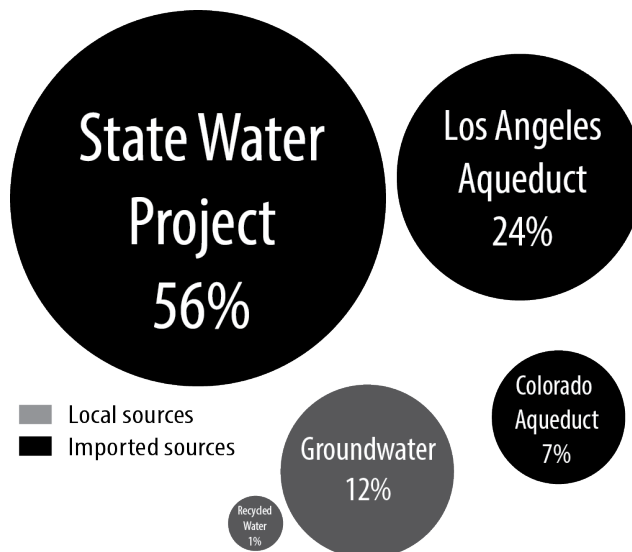 State Water
Project
56%
Los Angeles
Aqueduct
24%
Colorado
Aqueduct
7%
Local sources
Imported sources
Groundwater
12%
Recycled
Water
1%